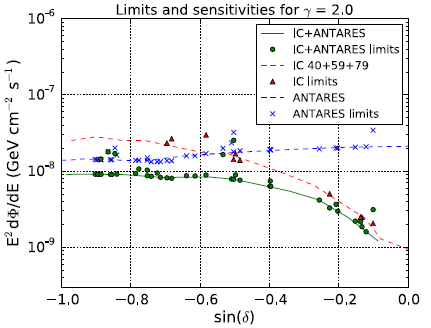 Limits and sensitivities for γ = 2.0
E² dΦ/dE (GeV cm⁻² s⁻¹)
10⁻⁶
10⁻⁷
10⁻⁸
10⁻⁹
IC+ANTARES
IC+ANTARES limits
IC 40+59+79
IC limits
ANTARES
ANTARES limits
−1.0 −0.8 −0.6 −0.4 −0.2 0.0
sin(δ)